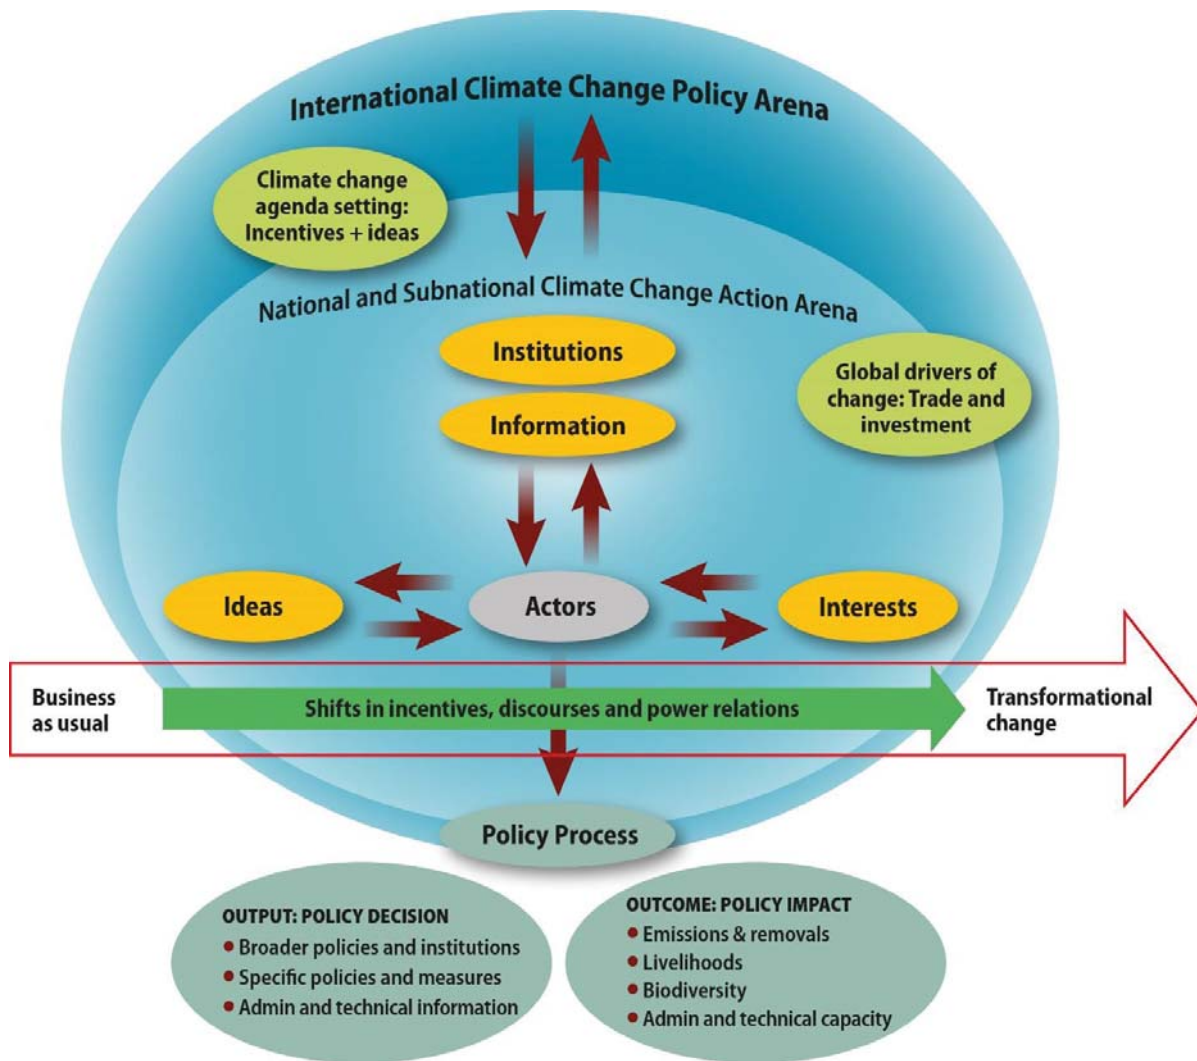 International Climate Change Policy Arena
Climate change
agenda setting:
Incentives + ideas
National and Subnational Climate Change Action Arena
Institutions
Global drivers of
change: Trade and
investment
Information
Ideas
Actors
Interests
Business
as usual
Shifts in incentives, discourses and power relations
Transformational
change
Policy Process
OUTPUT: POLICY DECISION
• Broader policies and institutions
• Specific policies and measures
• Admin and technical information
OUTCOME: POLICY IMPACT
• Emissions & removals
• Livelihoods
• Biodiversity
• Admin and technical capacity